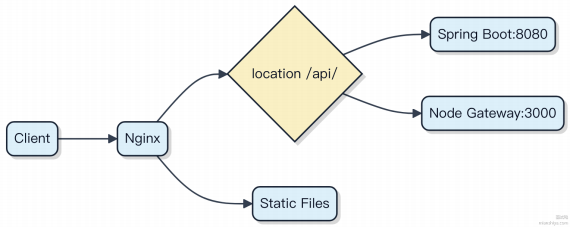 Client
Nginx
location /api/
Spring Boot:8080
Node Gateway:3000
Static Files